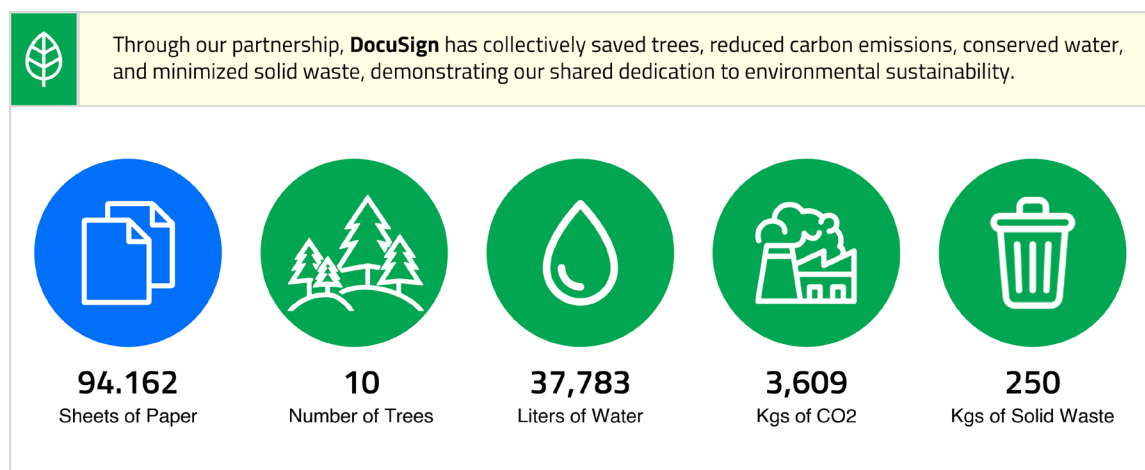 Through our partnership, DocuSign has collectively saved trees, reduced carbon emissions, conserved water,
and minimized solid waste, demonstrating our shared dedication to environmental sustainability.
94.162
Sheets of Paper
10
Number of Trees
37,783
Liters of Water
3,609
Kgs of CO2
250
Kgs of Solid Waste